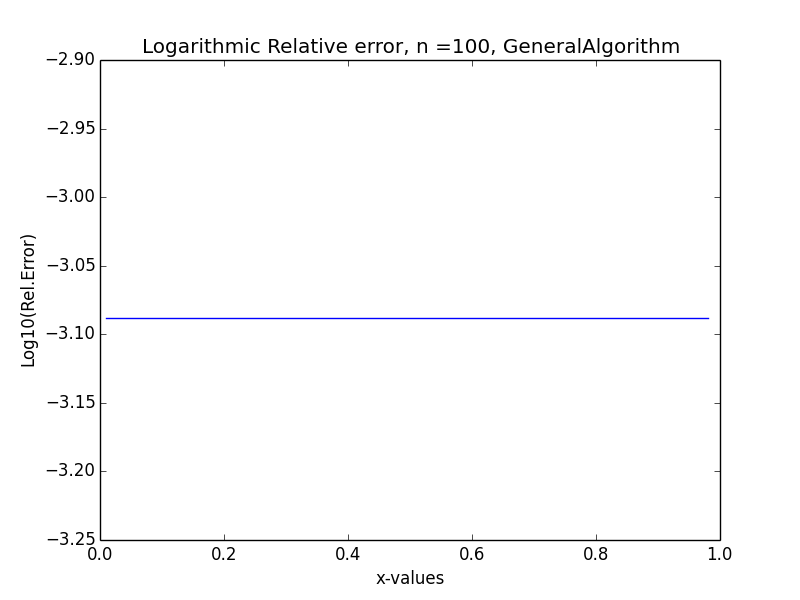 Logarithmic Relative error, n =100, GeneralAlgorithm
−2.90
−2.95
−3.00
−3.05
−3.10
−3.15
−3.20
−3.25
Log10(Rel.Error)
0.0 0.2 0.4 0.6 0.8 1.0
x-values